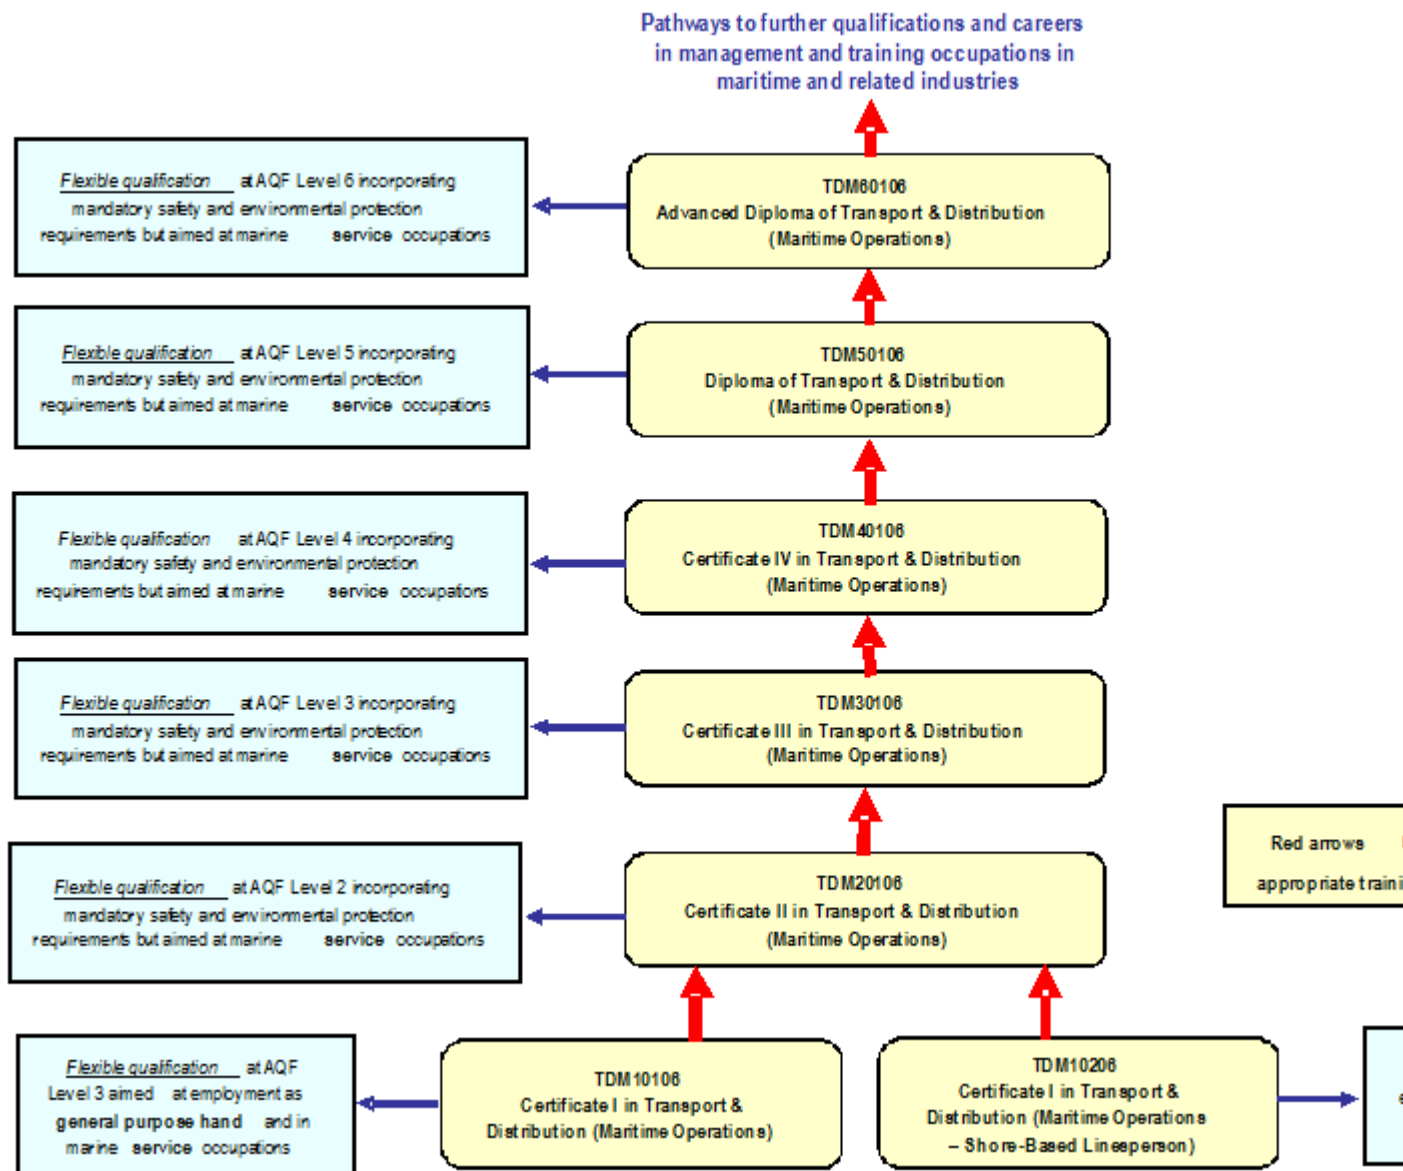 Pathways to further qualifications and careers
in management and training occupations in
maritime and related industries
Flexible qualification at AQF Level 6 incorporating
mandatory safety and environmental protection
requirements but aimed at marine service occupations
TDM60106
Advanced Diploma of Transport & Distribution
(Maritime Operations)
Flexible qualification at AQF Level 5 incorporating
mandatory safety and environmental protection
requirements but aimed at marine service occupations
TDM50106
Diploma of Transport & Distribution
(Maritime Operations)
Flexible qualification at AQF Level 4 incorporating
mandatory safety and environmental protection
requirements but aimed at marine service occupations
TDM40106
Certificate IV in Transport & Distribution
(Maritime Operations)
Flexible qualification at AQF Level 3 incorporating
mandatory safety and environmental protection
requirements but aimed at marine service occupations
TDM30106
Certificate III in Transport & Distribution
(Maritime Operations)
Red arrows
appropriate traini
Flexible qualification at AQF Level 2 incorporating
mandatory safety and environmental protection
requirements but aimed at marine service occupations
TDM20106
Certificate II in Transport & Distribution
(Maritime Operations)
Flexible qualification at AQF
Level 3 aimed at employment as
general purpose hand and in
marine service occupations
TDM10106
Certificate I in Transport &
Distribution (Maritime Operations)
TDM10206
Certificate I in Transport &
Distribution (Maritime Operations
– Shore-Based Linesperson)
e